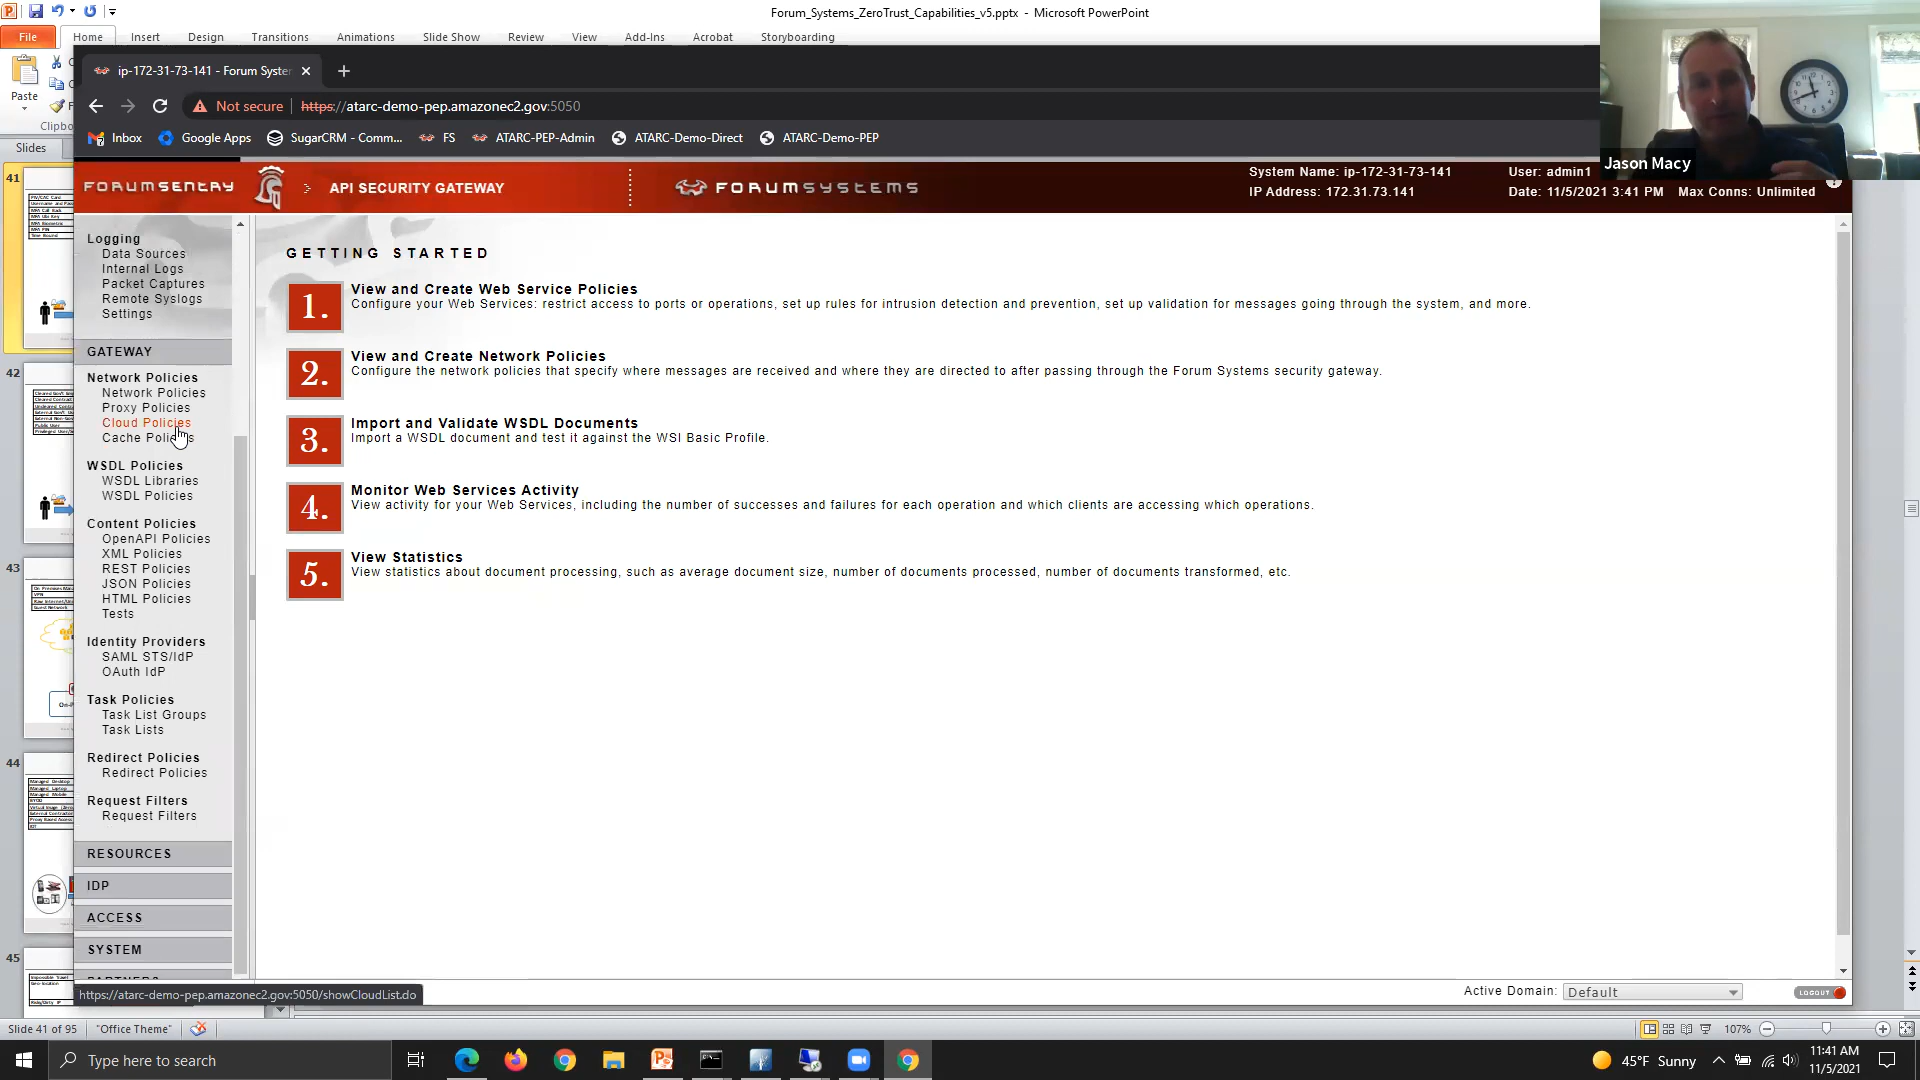 Forum_Systems_ZeroTrust_Capabilities_v5.pptx - Microsoft PowerPoint
File Home Insert Design Transitions Animations Slide Show Review View Add-Ins Acrobat Storyboarding
Paste
Slides
ip-172-31-73-141 - Forum Syste
Not secure https://atarc-demo-pep.amazonec2.gov:5050
Inbox Google Apps SugarCRM - Comm... FS ATARC-PEP-Admin ATARC-Demo-Direct ATARC-Demo-PEP
Jason Macy
FORUMSENTRY API SECURITY GATEWAY FORUMSYSTEMS
System Name: ip-172-31-73-141 User: admin1
IP Address: 172.31.73.141 Date: 11/5/2021 3:41 PM Max Conns: Unlimited
Logging
Data Sources
Internal Logs
Packet Captures
Remote Syslogs
Settings
GATEWAY
Network Policies
Network Policies
Proxy Policies
Cloud Policies
Cache Policies
WSDL Policies
WSDL Libraries
WSDL Policies
Content Policies
OpenAPI Policies
XML Policies
REST Policies
JSON Policies
HTML Policies
Tests
Identity Providers
SAML STS/IdP
OAuth IdP
Task Policies
Task List Groups
Task Lists
Redirect Policies
Redirect Policies
Request Filters
Request Filters
RESOURCES
IDP
ACCESS
SYSTEM
GETTING STARTED
1. View and Create Web Service Policies
Configure your Web Services: restrict access to ports or operations, set up rules for intrusion detection and prevention, set up validation for messages going through the system, and more.
2. View and Create Network Policies
Configure the network policies that specify where messages are received and where they are directed to after passing through the Forum Systems security gateway.
3. Import and Validate WSDL Documents
Import a WSDL document and test it against the WSI Basic Profile.
4. Monitor Web Services Activity
View activity for your Web Services, including the number of successes and failures for each operation and which clients are accessing which operations.
5. View Statistics
View statistics about document processing, such as average document size, number of documents processed, number of documents transformed, etc.
41
42
43
44
45
https://atarc-demo-pep.amazonec2.gov:5050/showCloudList.do
Active Domain: Default LOGOUT
Slide 41 of 95 "Office Theme" 107%
Type here to search
45°F Sunny
11:41 AM
11/5/2021